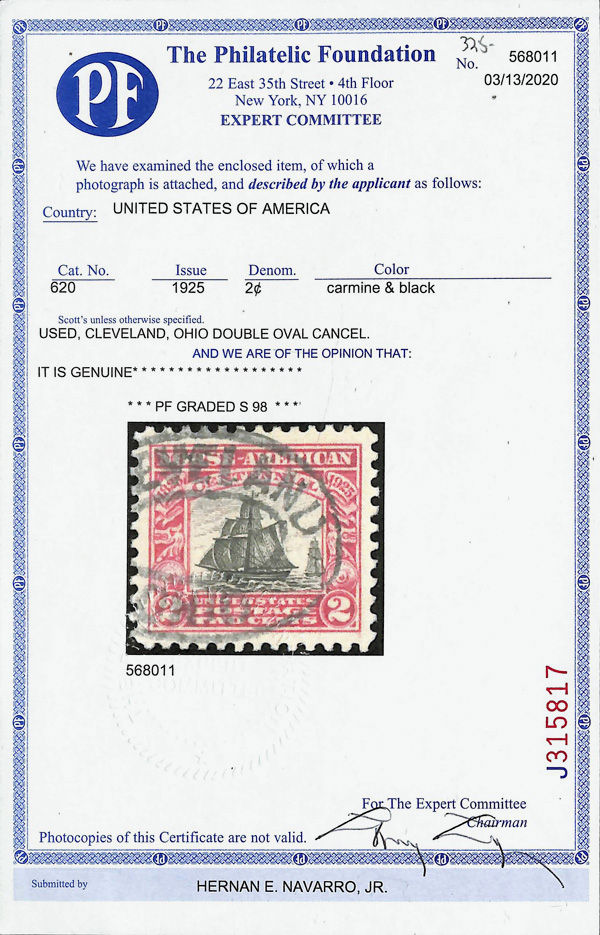 PF
The Philatelic Foundation
325-
No. 568011
22 East 35th Street • 4th Floor
03/13/2020
New York, NY 10016
EXPERT COMMITTEE
We have examined the enclosed item, of which a
photograph is attached, and described by the applicant as follows:
Country: UNITED STATES OF AMERICA
Cat. No. Issue Denom. Color
620 1925 2¢ carmine & black
Scott's unless otherwise specified.
USED, CLEVELAND, OHIO DOUBLE OVAL CANCEL.
AND WE ARE OF THE OPINION THAT:
IT IS GENUINE* * * * * * * * * * * * * * * * * * *
* * * PF GRADED S 98 * * *
NORSE-AMERICAN
CENTENNIAL
1825 1925
CLEVELAND
UNITED STATES
2 POSTAGE 2
TWO CENTS
568011
J315817
For The Expert Committee
Chairman
Photocopies of this Certificate are not valid.
Submitted by HERNAN E. NAVARRO, JR.